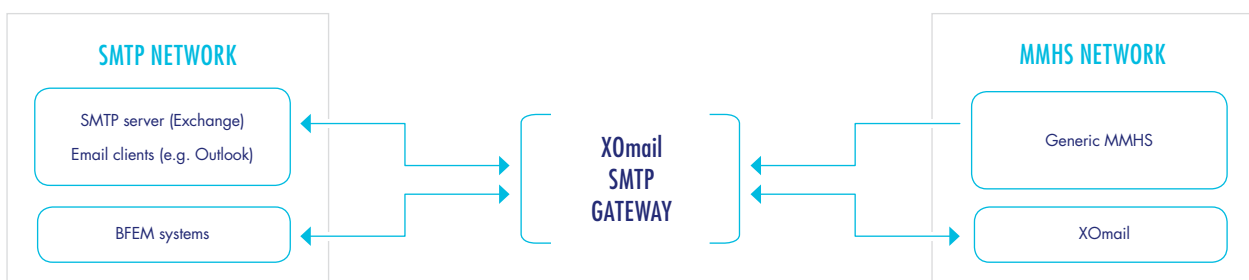 SMTP NETWORK
SMTP server (Exchange)
Email clients (e.g. Outlook)
BFEM systems
XOmail
SMTP
GATEWAY
MMHS NETWORK
Generic MMHS
XOmail